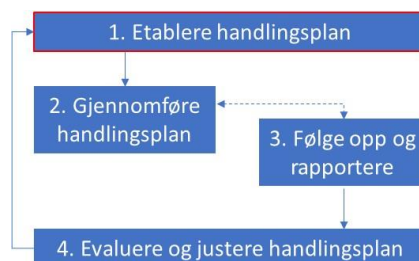 1. Etablere handlingsplan
2. Gjennomføre
handlingsplan
3. Følge opp og
rapportere
4. Evaluere og justere handlingsplan